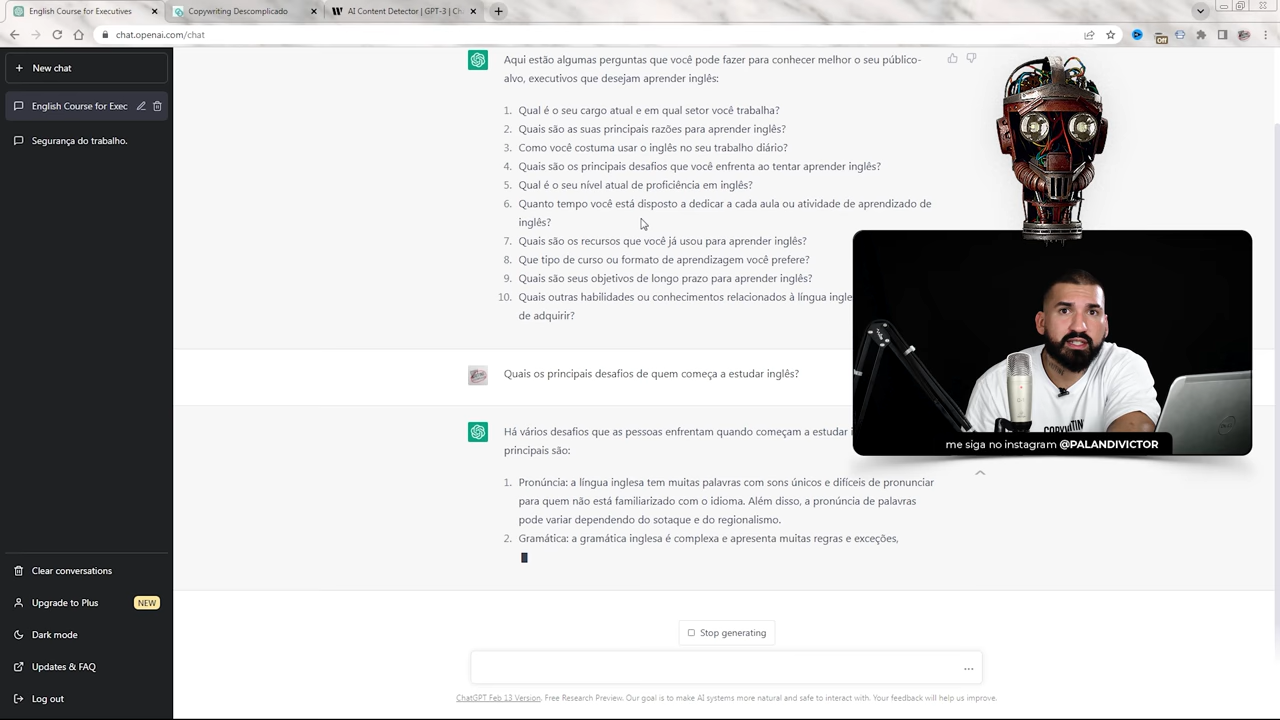 English Course for Executives
Copywriting Descomplicado
AI Content Detector | GPT-3 | Ch
chat.openai.com/chat
Off
New chat
English Course for Exec
Segurança do trabalho.
Aqui estão algumas perguntas que você pode fazer para conhecer melhor o seu público-
alvo, executivos que desejam aprender inglês:
1. Qual é o seu cargo atual e em qual setor você trabalha?
2. Quais são as suas principais razões para aprender inglês?
3. Como você costuma usar o inglês no seu trabalho diário?
4. Quais são os principais desafios que você enfrenta ao tentar aprender inglês?
5. Qual é o seu nível atual de proficiência em inglês?
6. Quanto tempo você está disposto a dedicar a cada aula ou atividade de aprendizado de
inglês?
7. Quais são os recursos que você já usou para aprender inglês?
8. Que tipo de curso ou formato de aprendizagem você prefere?
9. Quais são seus objetivos de longo prazo para aprender inglês?
10. Quais outras habilidades ou conhecimentos relacionados à língua ingle
de adquirir?
Quais os principais desafios de quem começa a estudar inglês?
Há vários desafios que as pessoas enfrentam quando começam a estudar i
principais são:
1. Pronúncia: a língua inglesa tem muitas palavras com sons únicos e difíceis de pronunciar
para quem não está familiarizado com o idioma. Além disso, a pronúncia de palavras
pode variar dependendo do sotaque e do regionalismo.
2. Gramática: a gramática inglesa é complexa e apresenta muitas regras e exceções,
me siga no instagram @PALANDIVICTOR
Clear conversations
Upgrade to Plus NEW
Dark mode
Updates & FAQ
Log out
Stop generating
ChatGPT Feb 13 Version. Free Research Preview. Our goal is to make AI systems more natural and safe to interact with. Your feedback will help us improve.